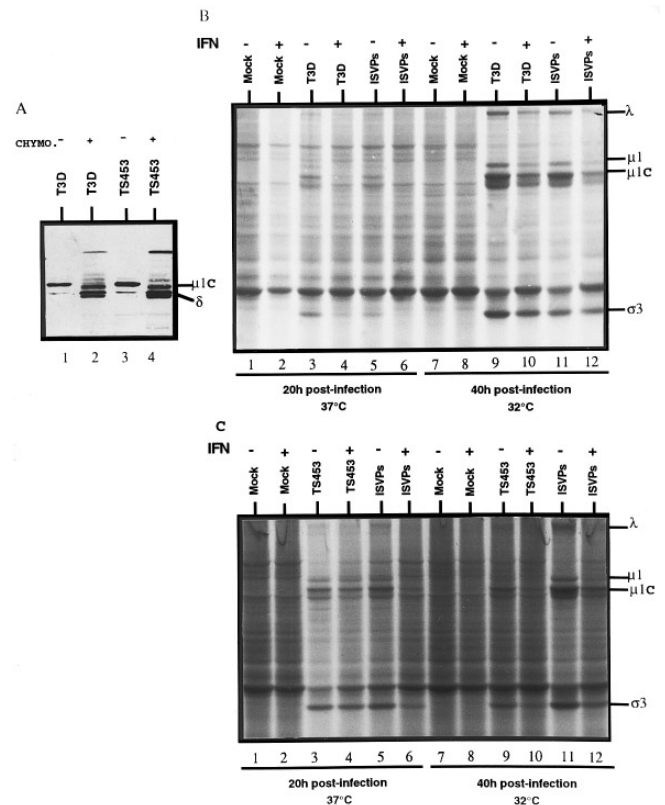 A
CHYMO. - + - +
T3D T3D TS453 TS453
μ1C
δ
1 2 3 4
B
IFN - + - + - + - + - + - +
Mock Mock T3D T3D ISVPs ISVPs Mock Mock T3D T3D ISVPs ISVPs
λ
μ1
μ1C
σ3
1 2 3 4 5 6 7 8 9 10 11 12
20h post-infection 40h post-infection
37°C 32°C
C
IFN - + - + - + - + - + - +
Mock Mock TS453 TS453 ISVPs ISVPs Mock Mock TS453 TS453 ISVPs ISVPs
λ
μ1
μ1C
σ3
1 2 3 4 5 6 7 8 9 10 11 12
20h post-infection 40h post-infection
37°C 32°C